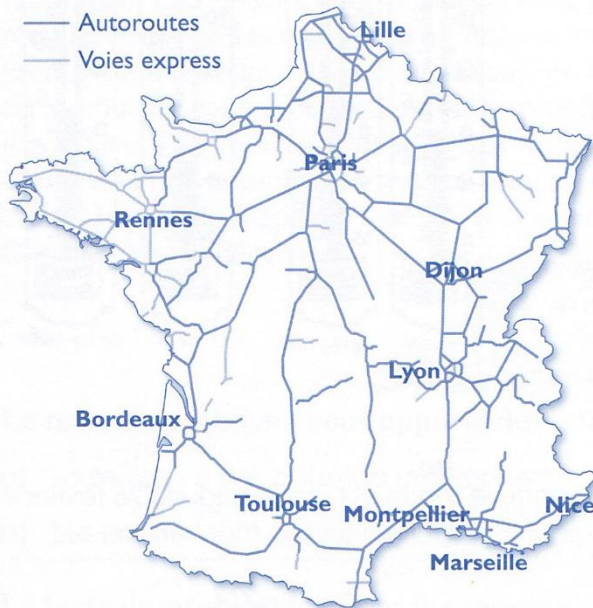 Autoroutes
Voies express
Lille
Paris
Rennes
Dijon
Lyon
Bordeaux
Toulouse
Montpellier
Nice
Marseille